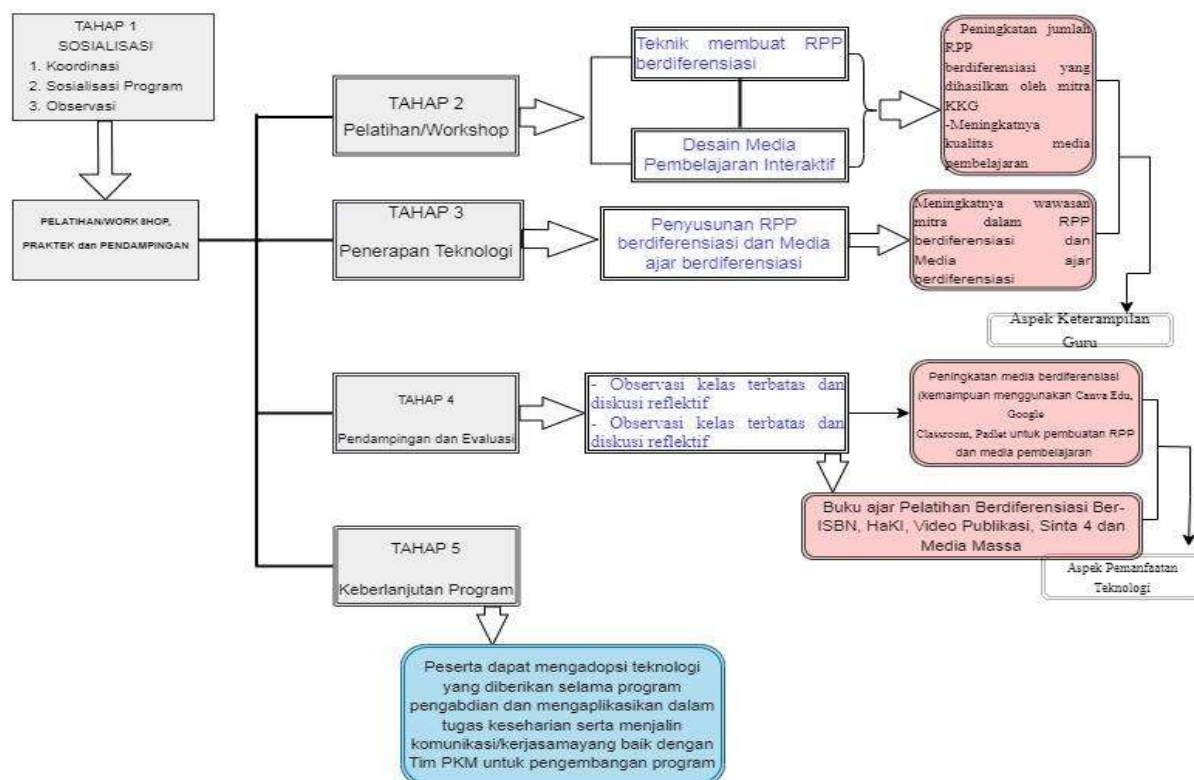 TAHAP 1
SOSIALISASI
1. Koordinasi
2. Sosialisasi Program
3. Observasi
PELATIHAN/WORKSHOP,
PRAKTEK dan PENDAMPINGAN
TAHAP 2
Pelatihan/Workshop
Teknik membuat RPP
berdiferensiasi
Desain Media
Pembelajaran Interaktif
- Peningkatan jumlah
RPP
berdiferensiasi yang
dihasilkan oleh mitra
KKG
-Meningkatnya
kualitas media
pembelajaran
TAHAP 3
Penerapan Teknologi
Penyusunan RPP
berdiferensiasi dan Media
ajar berdiferensiasi
Meningkatnya wawasan
mitra dalam RPP
berdiferensiasi dan
Media ajar
berdiferensiasi
Aspek Keterampilan
Guru
TAHAP 4
Pendampingan dan Evaluasi
- Observasi kelas terbatas dan
diskusi reflektif
- Observasi kelas terbatas dan
diskusi reflektif
Peningkatan media berdiferensiasi
(kemampuan menggunakan Canva Edu,
Google
Classroom, Padlet untuk pembuatan RPP
dan media pembelajaran
Buku ajar Pelatihan Berdiferensiasi Ber-
ISBN, HaKI, Video Publikasi, Sinta 4 dan
Media Massa
Aspek Pemanfaatan
Teknologi
TAHAP 5
Keberlanjutan Program
Peserta dapat mengadopsi teknologi
yang diberikan selama program
pengabdian dan mengaplikasikan dalam
tugas keseharian serta menjalin
komunikasi/kerjasamayang baik dengan
Tim PKM untuk pengembangan program